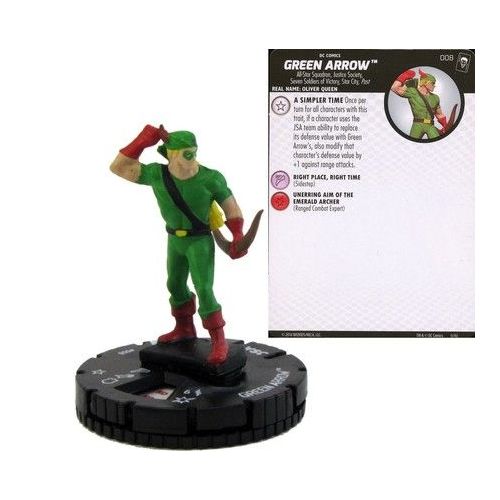 DC COMICS
008
GREEN ARROW™
All-Star Squadron, Justice Society,
Seven Soldiers of Victory, Star City, Past
REAL NAME: OLIVER QUEEN
A SIMPLER TIME Once per
turn for all characters with this
trait, if a character uses the
JSA team ability to replace
its defense value with Green
Arrow's, also modify that
character's defense value by
+1 against range attacks.
RIGHT PLACE, RIGHT TIME
(Sidestep)
UNERRING AIM OF THE
EMERALD ARCHER
(Ranged Combat Expert)
TM & © DC Comics
GREEN ARROW